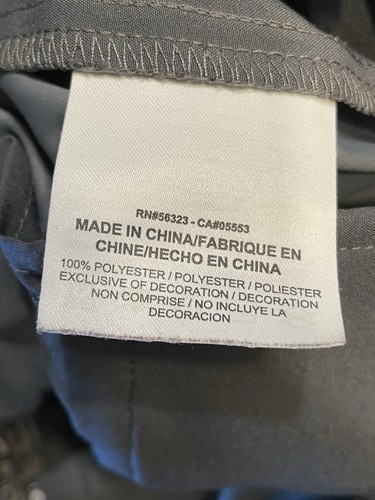 RN#56323 - CA#05553
MADE IN CHINA/FABRIQUE EN
CHINE/HECHO EN CHINA
100% POLYESTER / POLYESTER / POLIESTER
EXCLUSIVE OF DECORATION / DECORATION
NON COMPRISE / NO INCLUYE LA
DECORACION